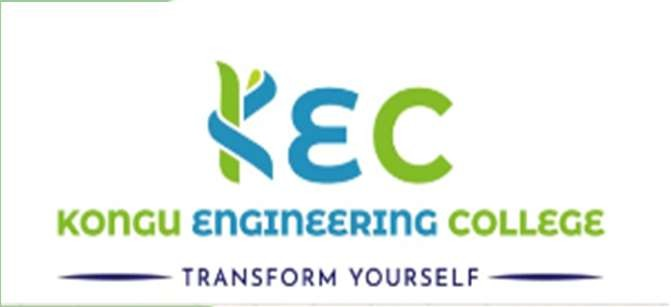 KEC
KONGU ENGINEERING COLLEGE
TRANSFORM YOURSELF